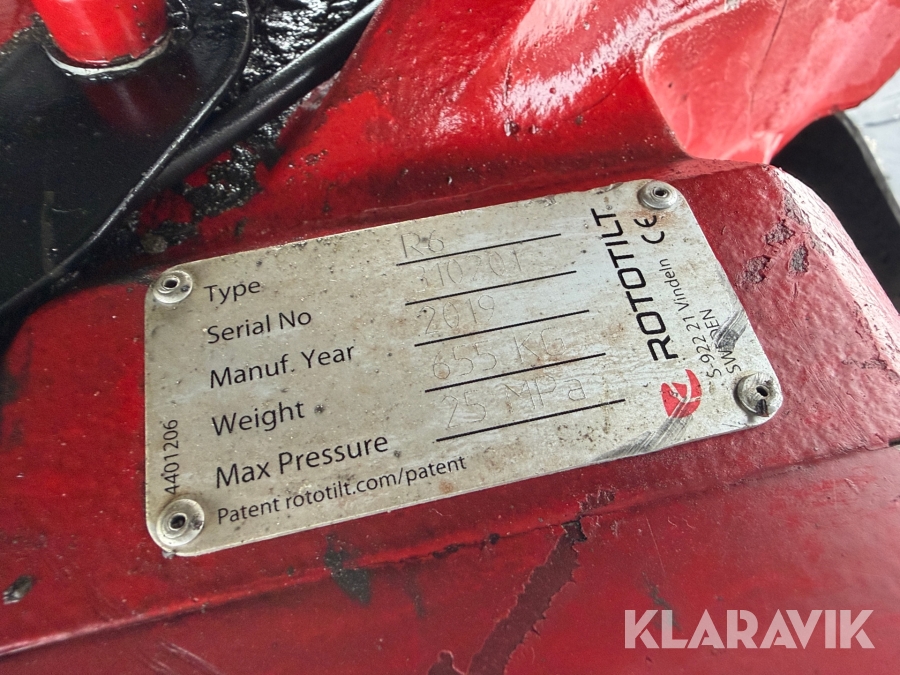 Type R6
Serial No
Manuf. Year 2019
Weight 655 KG
Max Pressure 25 MPa
Patent rototilt.com/patent
4401206
ROTOTILT CE
S-922 21 Vindeln
SWEDEN
KLARAVIK